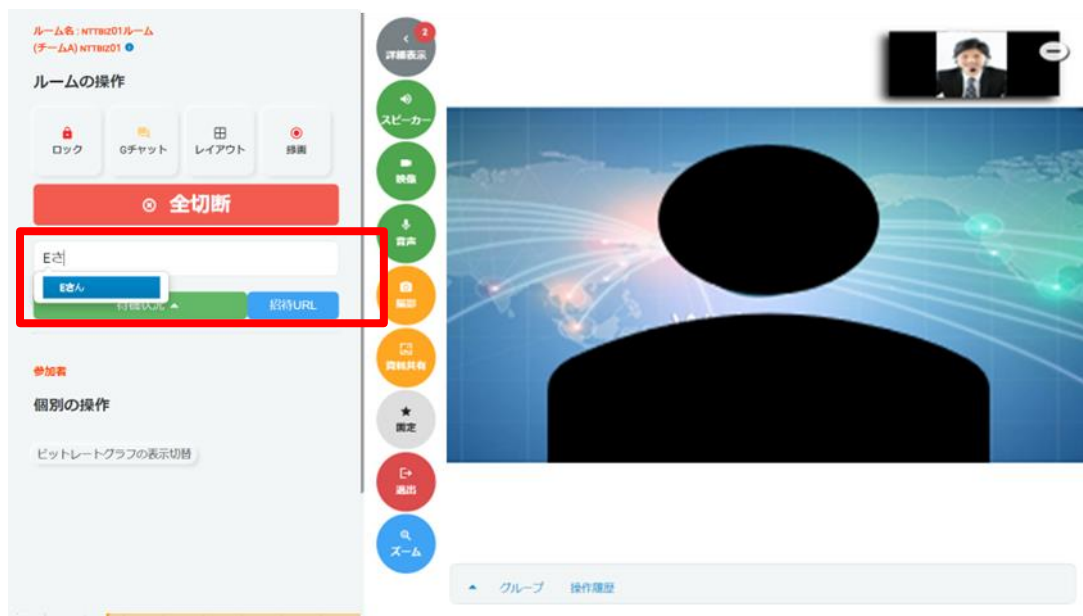 ルーム名 : NTTBIZ01ルーム
(チームA) NTTBIZ01
ルームの操作
ロック
Gチャット
レイアウト
録画
全切断
Eさ
Eさん
待機状況
招待URL
参加者
個別の操作
ビットレートグラフの表示切替
2
詳細表示
スピーカー
映像
音声
撮影
資料共有
固定
退出
ズーム
グループ 操作履歴